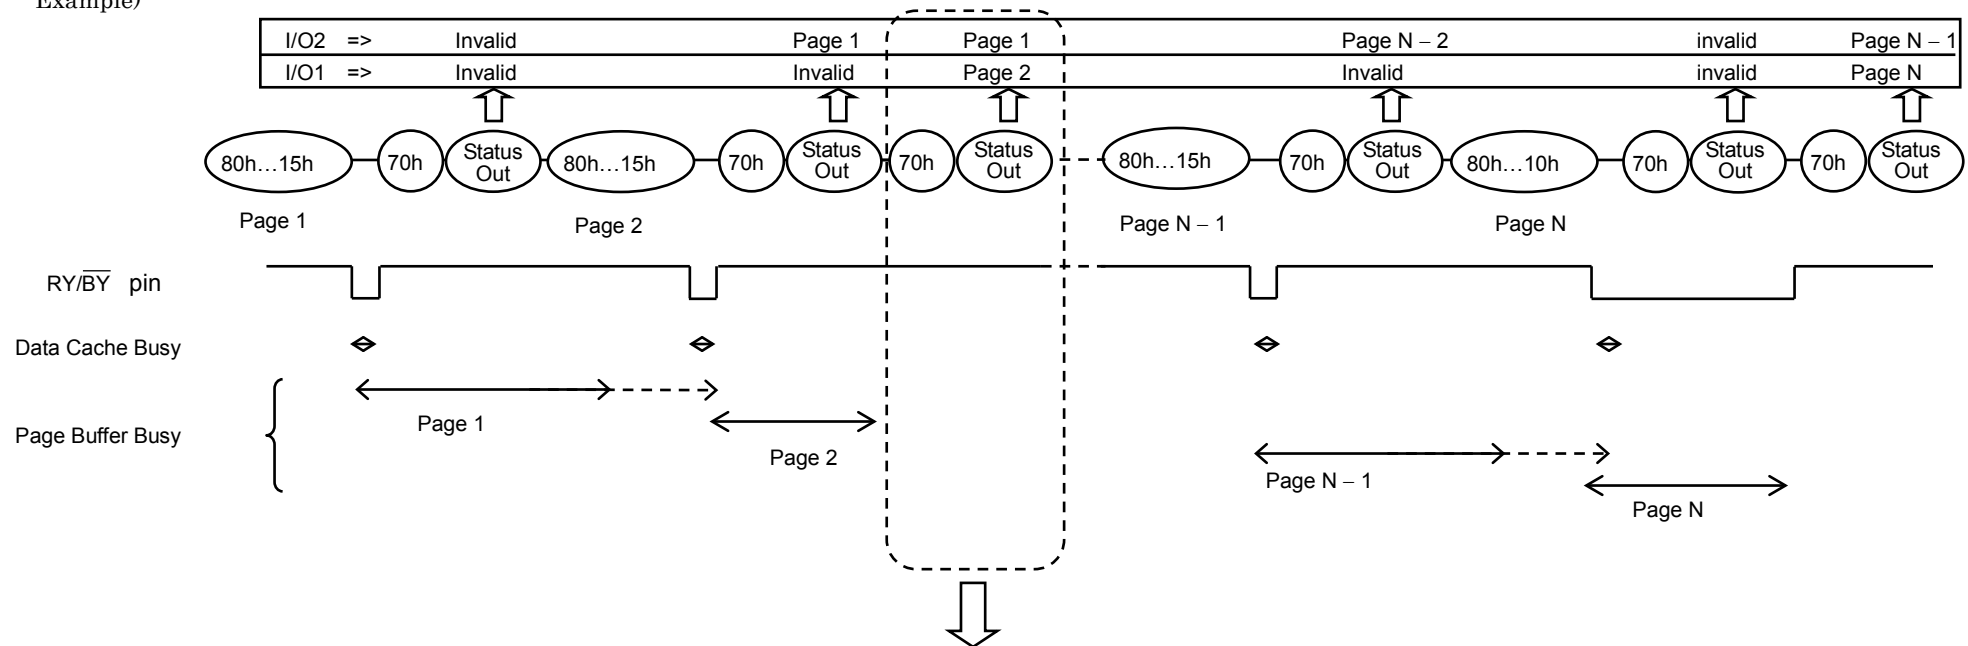 Example)
I/O2 => Invalid Page 1 Page 1 Page N – 2 invalid Page N – 1
I/O1 => Invalid Invalid Page 2 Invalid invalid Page N
80h…15h 70h Status Out 80h…15h 70h Status Out 70h Status Out 80h…15h 70h Status Out 80h…10h 70h Status Out 70h Status Out
Page 1 Page 2 Page N – 1 Page N
RY/B̅Y̅ pin
Data Cache Busy
Page Buffer Busy
Page 1
Page 2
Page N – 1
Page N